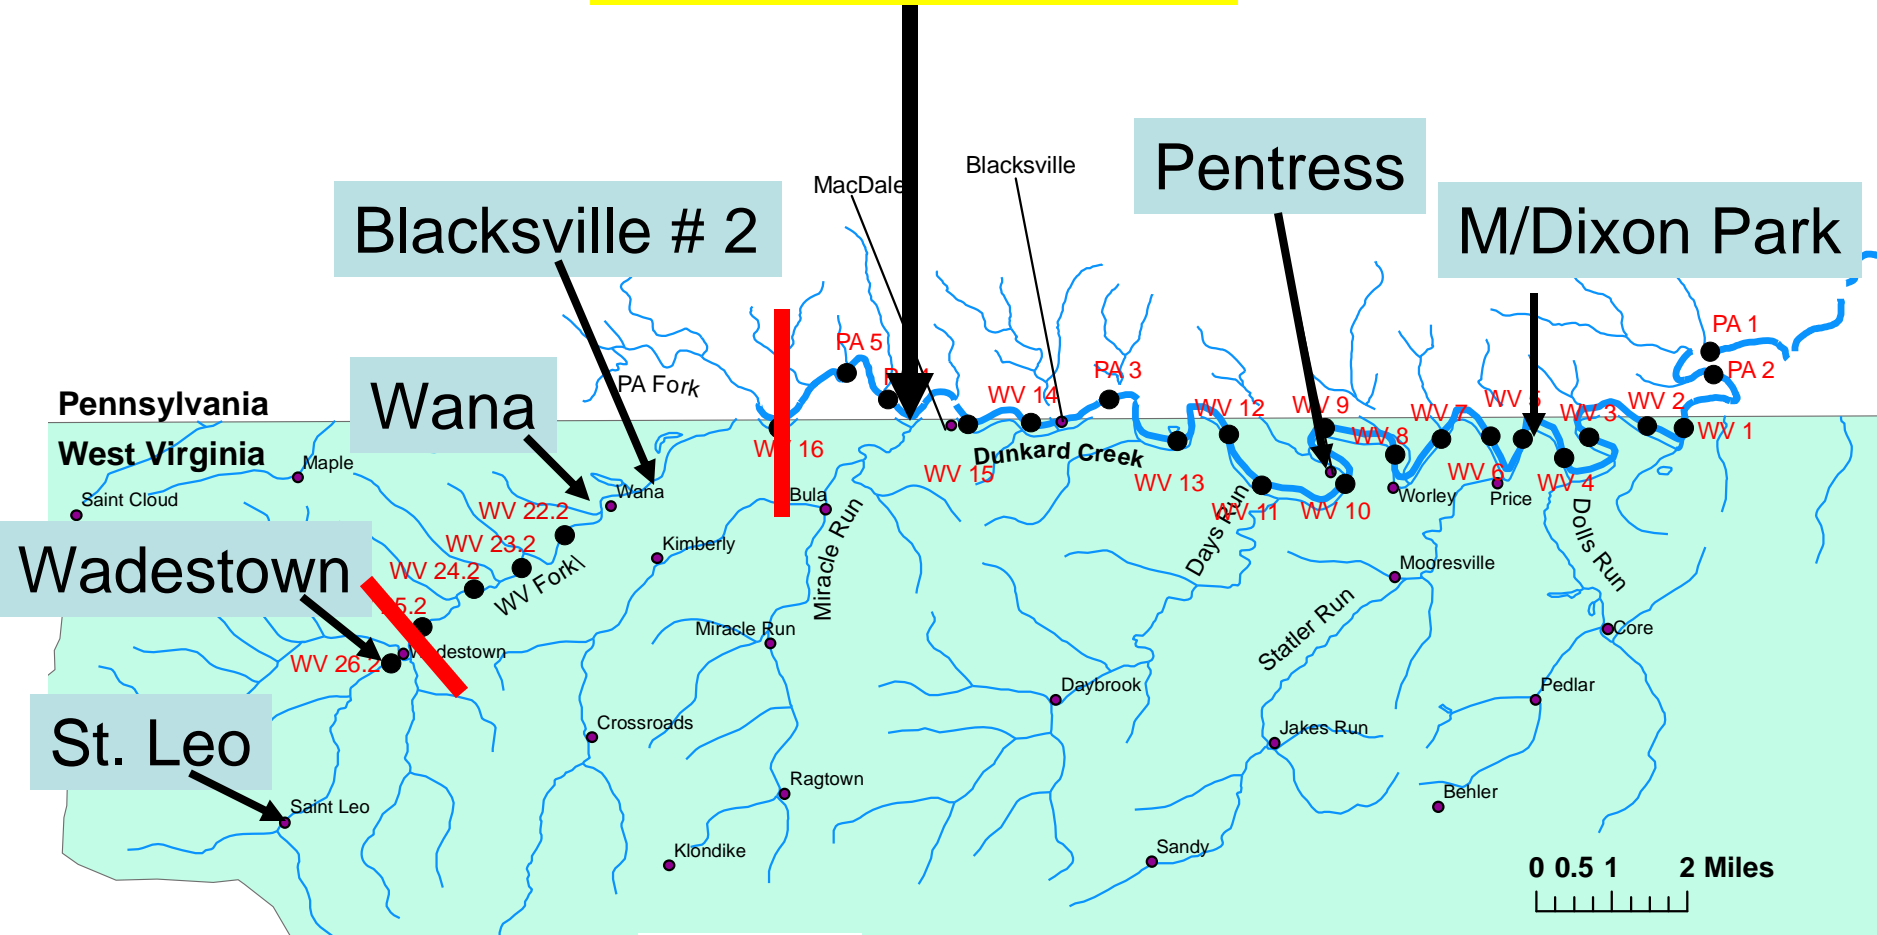 Pentress
Blacksville
MacDale
Blacksville # 2
M/Dixon Park
PA 1
PA 5
PA 2
PA Fork
PA 3
Wana
WV 14
Pennsylvania
WV 12
WV 9
WV 7
WV 5
WV 3
WV 2
WV 1
West Virginia
WV 16
WV 8
Dunkard Creek
Maple
WV 15
WV 13
WV 6
WV 4
Saint Cloud
Wana
Bula
Worley
Price
WV 22.2
WV 11
WV 10
WV 23.2
Kimberly
Miracle Run
Days Run
Dolls Run
Wadestown
WV 24.2
WV Fork
Mooresville
5.2
Miracle Run
Statler Run
Core
WV 26.2
Wadestown
St. Leo
Daybrook
Pedlar
Crossroads
Jakes Run
Saint Leo
Ragtown
Behler
Klondike
Sandy
0 0.5 1 2 Miles